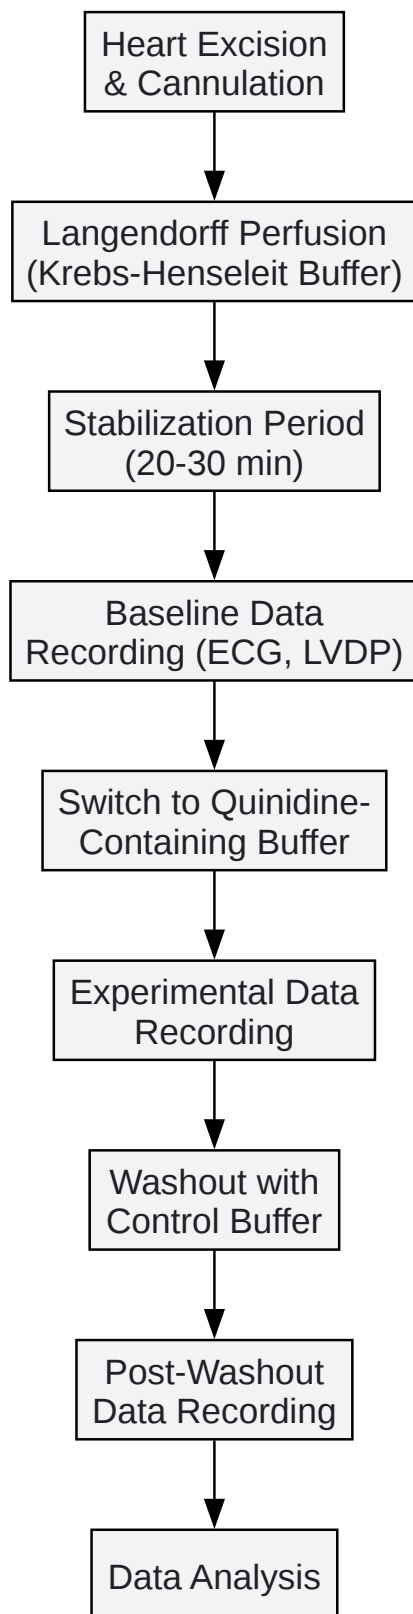 Heart Excision
& Cannulation
Langendorff Perfusion
(Krebs-Henseleit Buffer)
Stabilization Period
(20-30 min)
Baseline Data
Recording (ECG, LVDP)
Switch to Quinidine-
Containing Buffer
Experimental Data
Recording
Washout with
Control Buffer
Post-Washout
Data Recording
Data Analysis